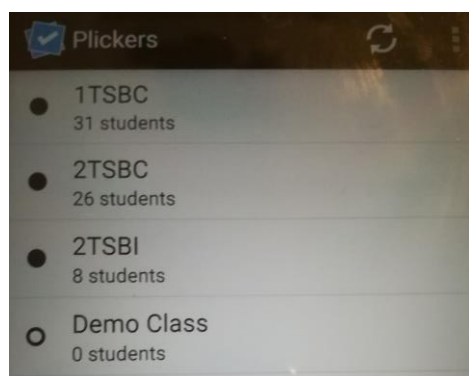 Plickers
1TSBC
31 students
2TSBC
26 students
2TSBI
8 students
Demo Class
0 students